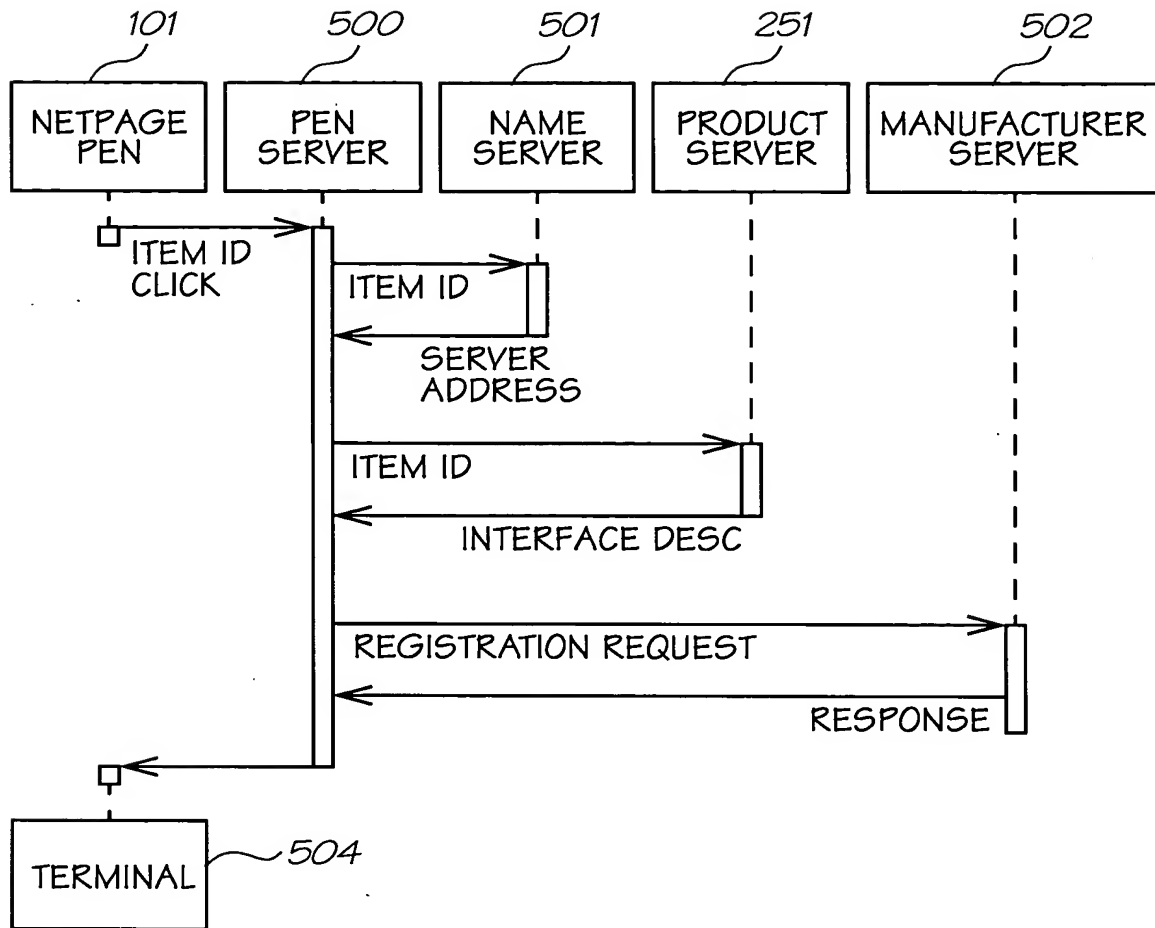 101
500
501
251
502
NETPAGE
PEN
PEN
SERVER
NAME
SERVER
PRODUCT
SERVER
MANUFACTURER
SERVER
ITEM ID
CLICK
ITEM ID
SERVER
ADDRESS
ITEM ID
INTERFACE DESC
REGISTRATION REQUEST
RESPONSE
TERMINAL
504